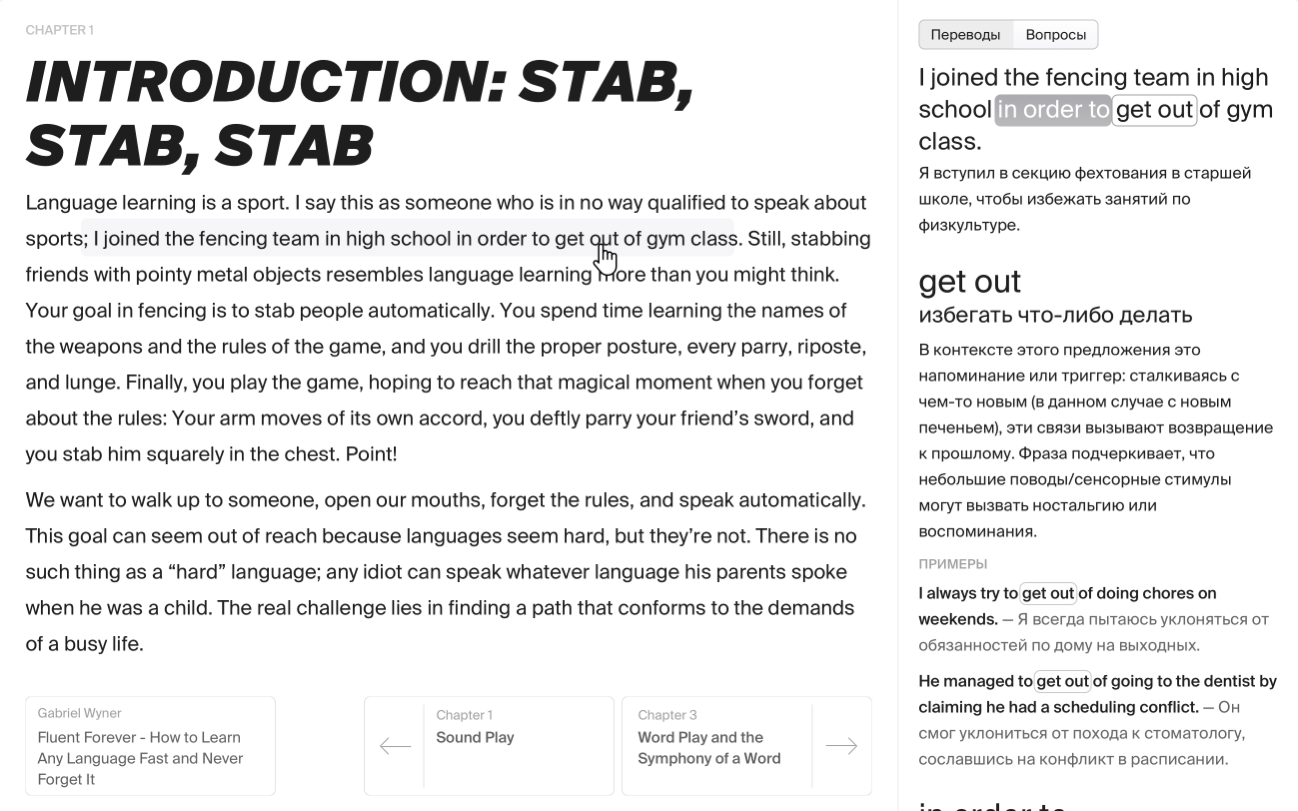 CHAPTER 1
INTRODUCTION: STAB,
STAB, STAB
Language learning is a sport. I say this as someone who is in no way qualified to speak about
sports; I joined the fencing team in high school in order to get out of gym class. Still, stabbing
friends with pointy metal objects resembles language learning more than you might think.
Your goal in fencing is to stab people automatically. You spend time learning the names of
the weapons and the rules of the game, and you drill the proper posture, every parry, riposte,
and lunge. Finally, you play the game, hoping to reach that magical moment when you forget
about the rules: Your arm moves of its own accord, you deftly parry your friend’s sword, and
you stab him squarely in the chest. Point!
We want to walk up to someone, open our mouths, forget the rules, and speak automatically.
This goal can seem out of reach because languages seem hard, but they’re not. There is no
such thing as a “hard” language; any idiot can speak whatever language his parents spoke
when he was a child. The real challenge lies in finding a path that conforms to the demands
of a busy life.
Gabriel Wyner
Fluent Forever - How to Learn
Any Language Fast and Never
Forget It
Chapter 1
Sound Play
Chapter 3
Word Play and the
Symphony of a Word
Переводы
Вопросы
I joined the fencing team in high
school in order to get out of gym
class.
Я вступил в секцию фехтования в старшей
школе, чтобы избежать занятий по
физкультуре.
get out
избегать что-либо делать
В контексте этого предложения это
напоминание или триггер: сталкиваясь с
чем-то новым (в данном случае с новым
печеньем), эти связи вызывают возвращение
к прошлому. Фраза подчеркивает, что
небольшие поводы/сенсорные стимулы
могут вызвать ностальгию или
воспоминания.
ПРИМЕРЫ
I always try to get out of doing chores on
weekends. — Я всегда пытаюсь уклоняться от
обязанностей по дому на выходных.
He managed to get out of going to the dentist by
claiming he had a scheduling conflict. — Он
смог уклониться от похода к стоматологу,
сославшись на конфликт в расписании.
in order to